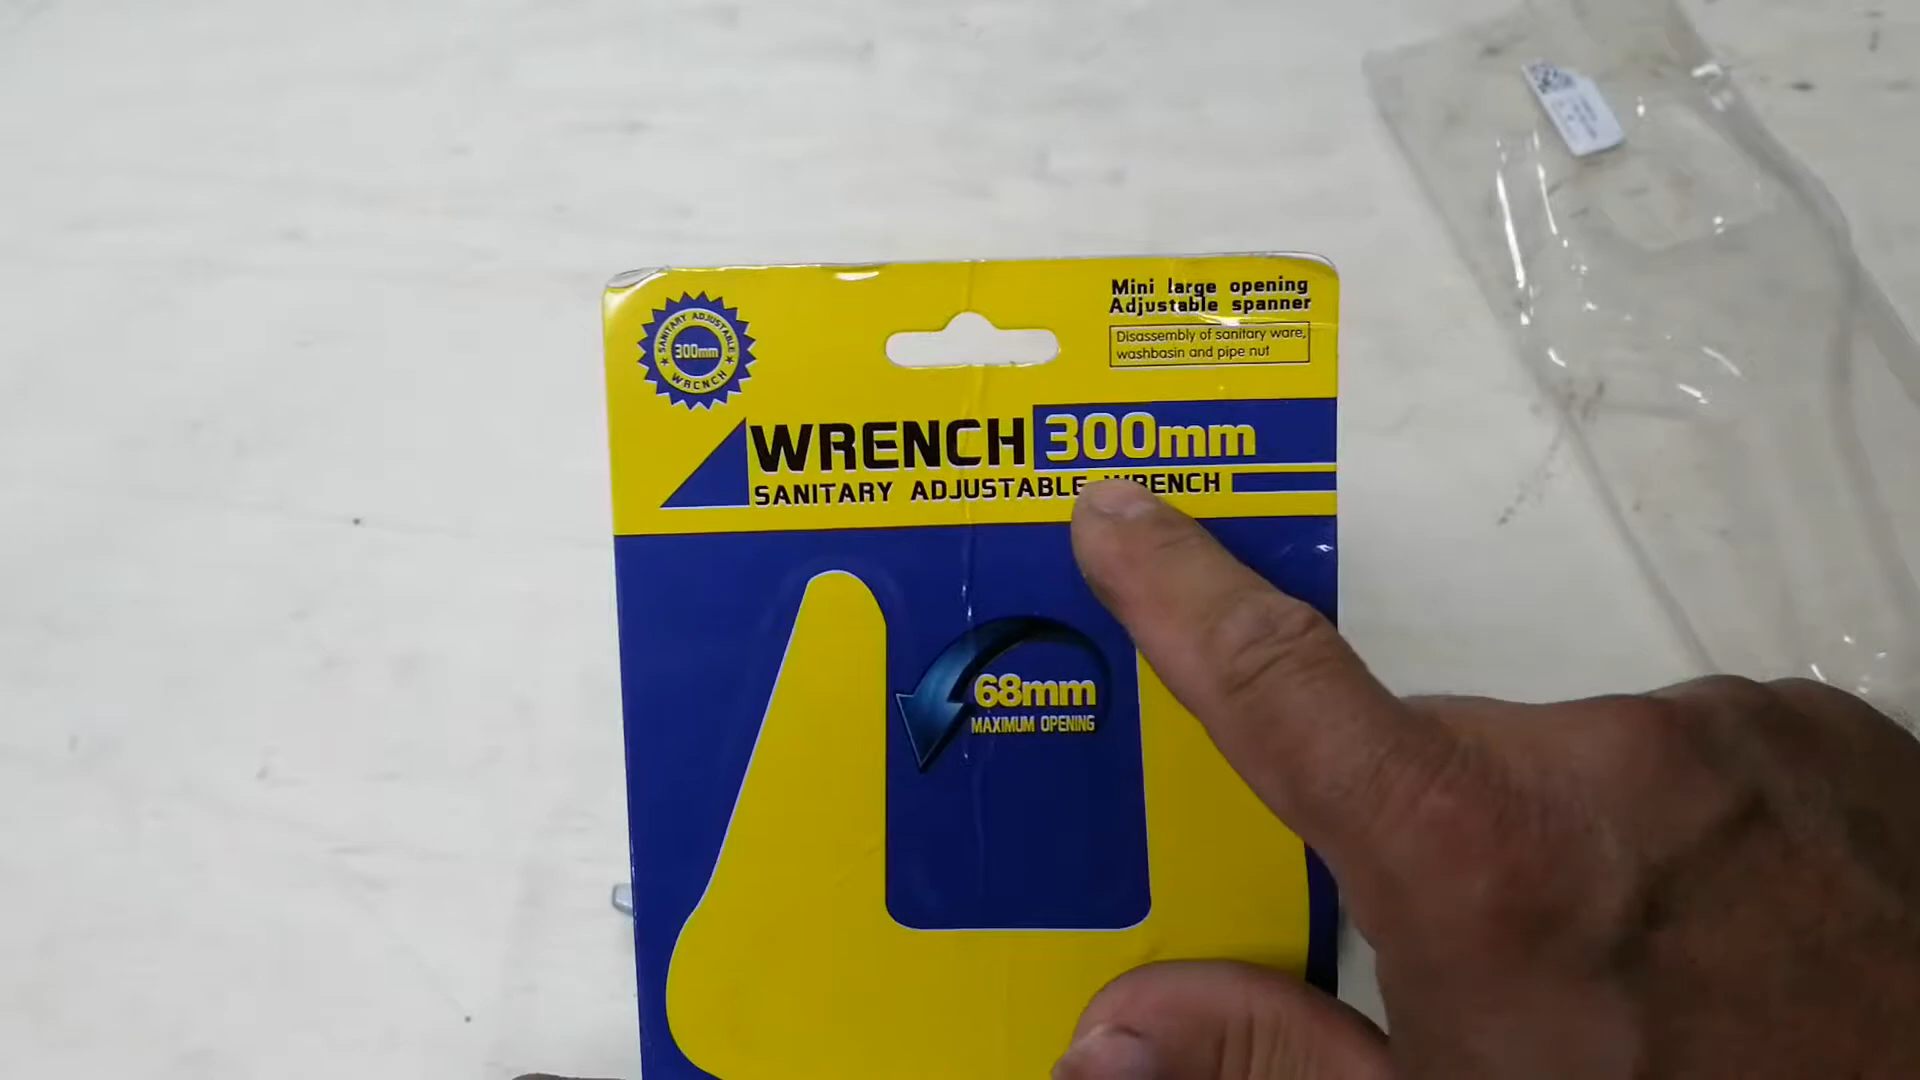 Mini large opening
Adjustable spanner
Disassembly of sanitary ware,
washbasin and pipe nut
SANITARY ADJUSTABLE
300mm
WRCNCH
WRENCH 300mm
SANITARY ADJUSTABLE WRENCH
68mm
MAXIMUM OPENING